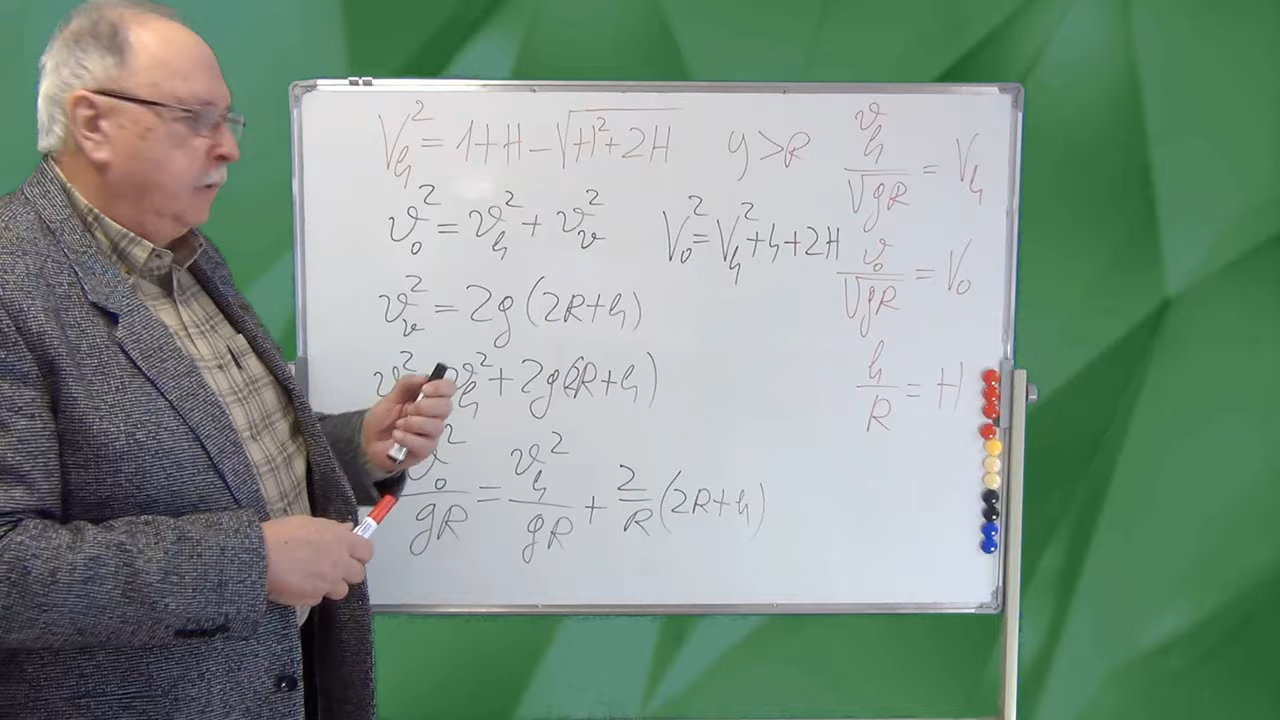 V_h^2 = 1+H-√(H^2+2H) y>R
v_h/√(gR) = V_h
v_0^2 = v_h^2 + v_v^2 V_0^2 = V_h^2+4+2H
v_0/√(gR) = V_0
v_v^2 = 2g(2R+h)
v^2 v_h^2 + 2g(2R+h)
h/R = H
v_0^2/gR = v_h^2/gR + 2/R(2R+h)